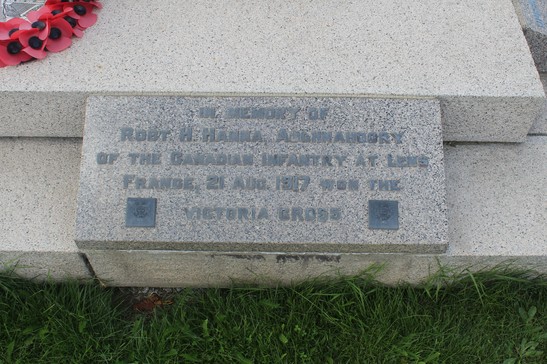 IN MEMORY OF
ROBT H. HANNA, AUGHNAHOORY
OF THE CANADIAN INFANTRY AT LENS
FRANCE, 21 AUG. 1917 WON THE
VICTORIA CROSS